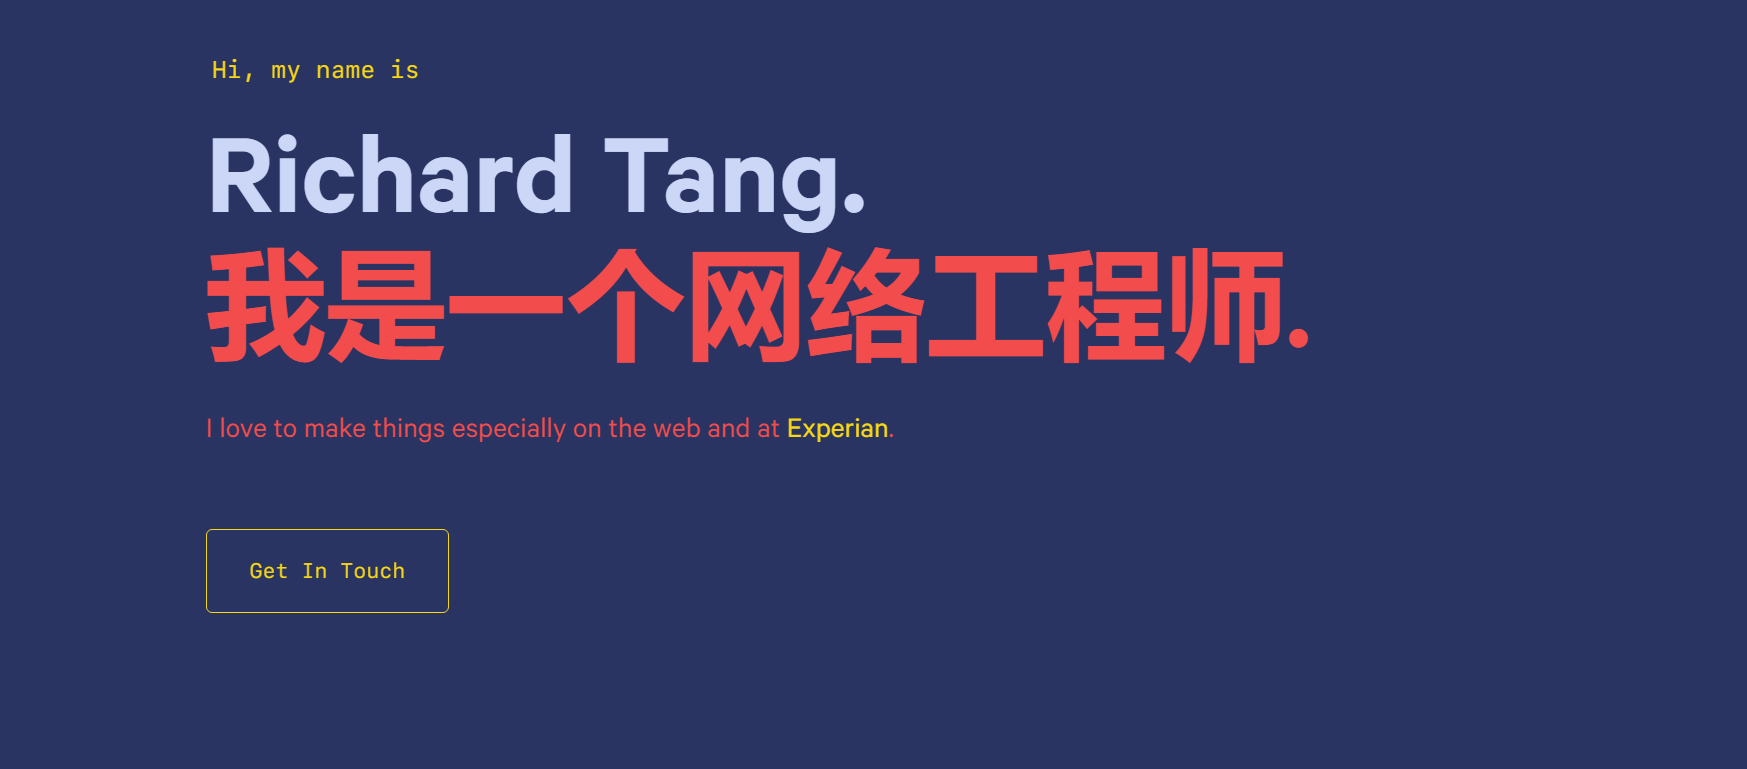 Hi, my name is
Richard Tang.
我是一个网络工程师.
I love to make things especially on the web and at Experian.
Get In Touch